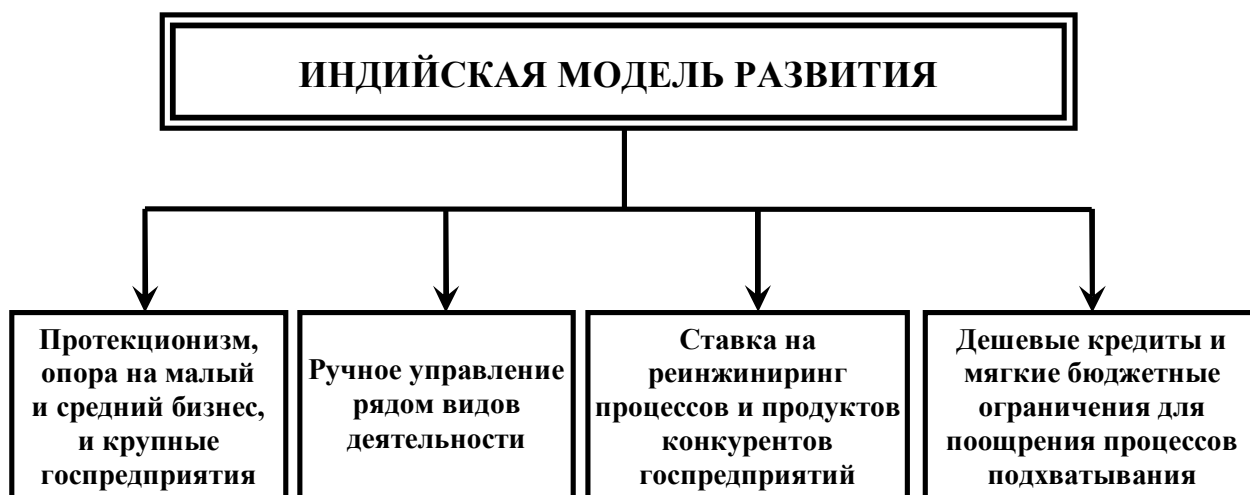 ИНДИЙСКАЯ МОДЕЛЬ РАЗВИТИЯ
Протекционизм,
опора на малый
и средний бизнес,
и крупные
госпредприятия
Ручное управление
рядом видов
деятельности
Ставка на
реинжиниринг
процессов и продуктов
конкурентов
госпредприятий
Дешевые кредиты и
мягкие бюджетные
ограничения для
поощрения процессов
подхватывания